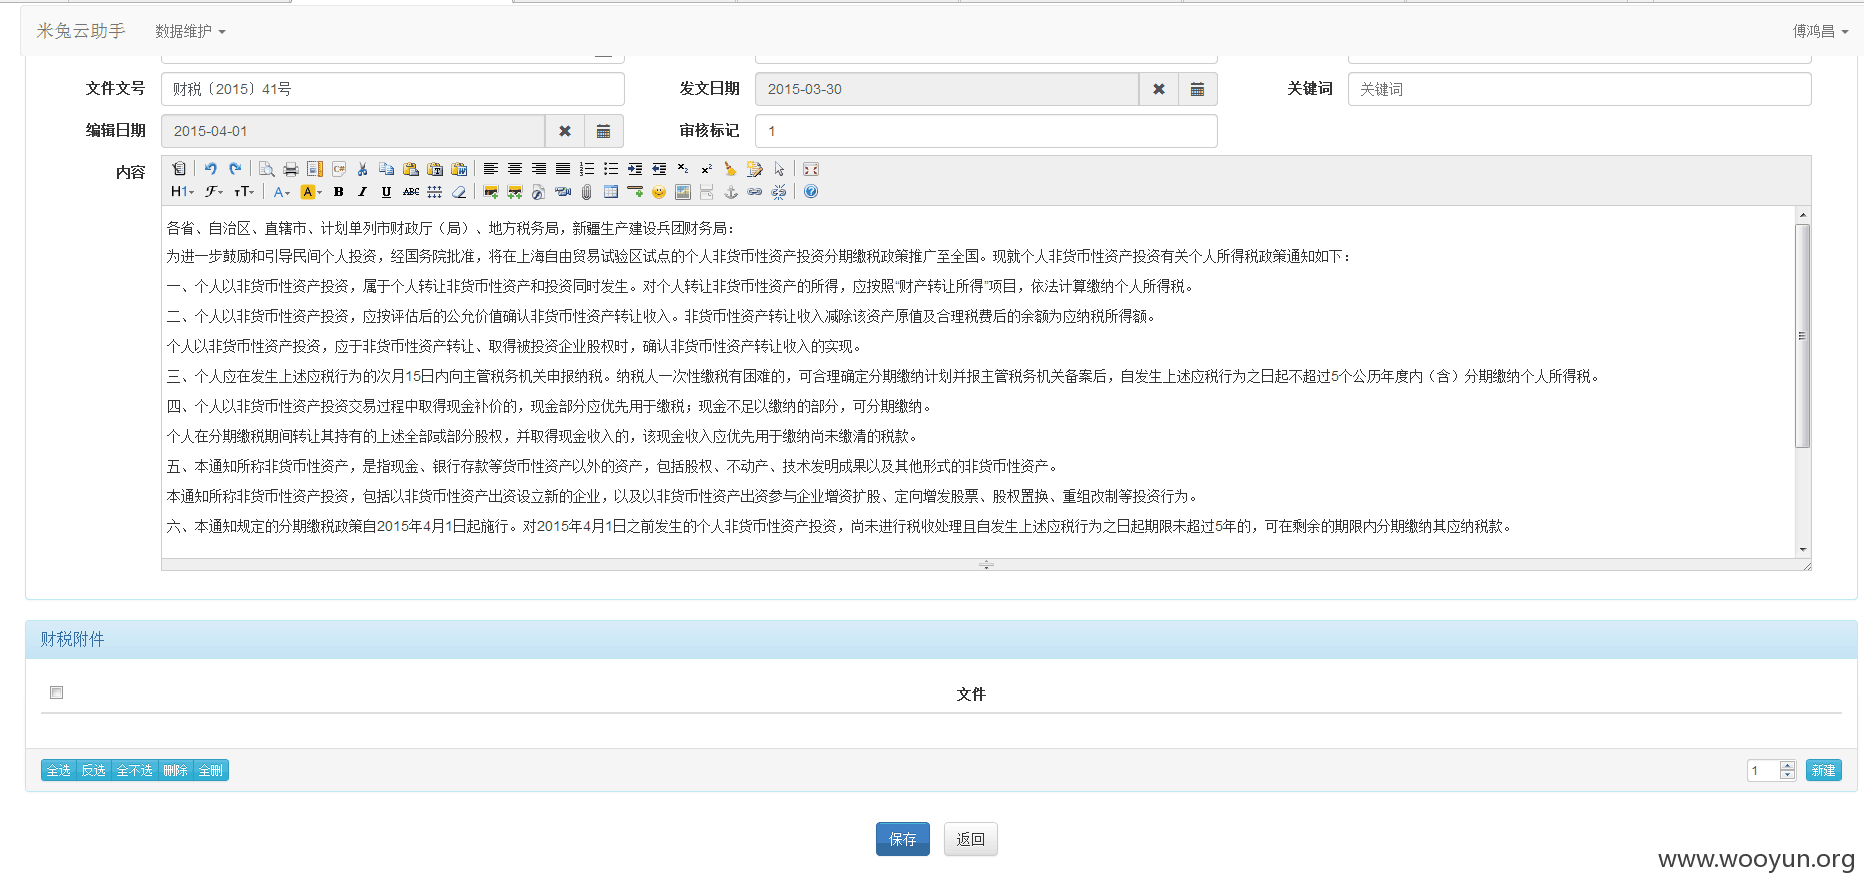 米兔云助手 数据维护 傅鸿昌
文件文号 财税〔2015〕41号 发文日期 2015-03-30 关键词 关键词
编辑日期 2015-04-01 审核标记 1
内容
H1 F TT A A B I U ABC
各省、自治区、直辖市、计划单列市财政厅（局）、地方税务局，新疆生产建设兵团财务局：
为进一步鼓励和引导民间个人投资，经国务院批准，将在上海自由贸易试验区试点的个人非货币性资产投资分期缴税政策推广至全国。现就个人非货币性资产投资有关个人所得税政策通知如下：
一、个人以非货币性资产投资，属于个人转让非货币性资产和投资同时发生。对个人转让非货币性资产的所得，应按照“财产转让所得”项目，依法计算缴纳个人所得税。
二、个人以非货币性资产投资，应按评估后的公允价值确认非货币性资产转让收入。非货币性资产转让收入减除该资产原值及合理税费后的余额为应纳税所得额。
个人以非货币性资产投资，应于非货币性资产转让、取得被投资企业股权时，确认非货币性资产转让收入的实现。
三、个人应在发生上述应税行为的次月15日内向主管税务机关申报纳税。纳税人一次性缴税有困难的，可合理确定分期缴纳计划并报主管税务机关备案后，自发生上述应税行为之日起不超过5个公历年度内（含）分期缴纳个人所得税。
四、个人以非货币性资产投资交易过程中取得现金补价的，现金部分应优先用于缴税；现金不足以缴纳的部分，可分期缴纳。
个人在分期缴税期间转让其持有的上述全部或部分股权，并取得现金收入的，该现金收入应优先用于缴纳尚未缴清的税款。
五、本通知所称非货币性资产，是指现金、银行存款等货币性资产以外的资产，包括股权、不动产、技术发明成果以及其他形式的非货币性资产。
本通知所称非货币性资产投资，包括以非货币性资产出资设立新的企业，以及以非货币性资产出资参与企业增资扩股、定向增发股票、股权置换、重组改制等投资行为。
六、本通知规定的分期缴税政策自2015年4月1日起施行。对2015年4月1日之前发生的个人非货币性资产投资，尚未进行税收处理且自发生上述应税行为之日起期限未超过5年的，可在剩余的期限内分期缴纳其应纳税款。
财税附件
文件
全选 反选 全不选 删除 全删 1 新建
保存 返回
www.wooyun.org